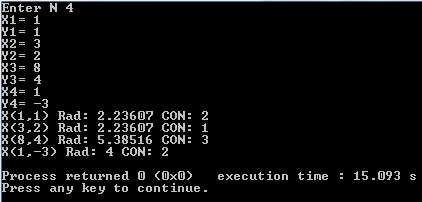 Enter N 4
X1= 1
Y1= 1
X2= 3
Y2= 2
X3= 8
Y3= 4
X4= 1
Y4= -3
X(1,1) Rad: 2.23607 CON: 2
X(3,2) Rad: 2.23607 CON: 1
X(8,4) Rad: 5.38516 CON: 3
X(1,-3) Rad: 4 CON: 2
Process returned 0 (0x0)   execution time : 15.093 s
Press any key to continue.